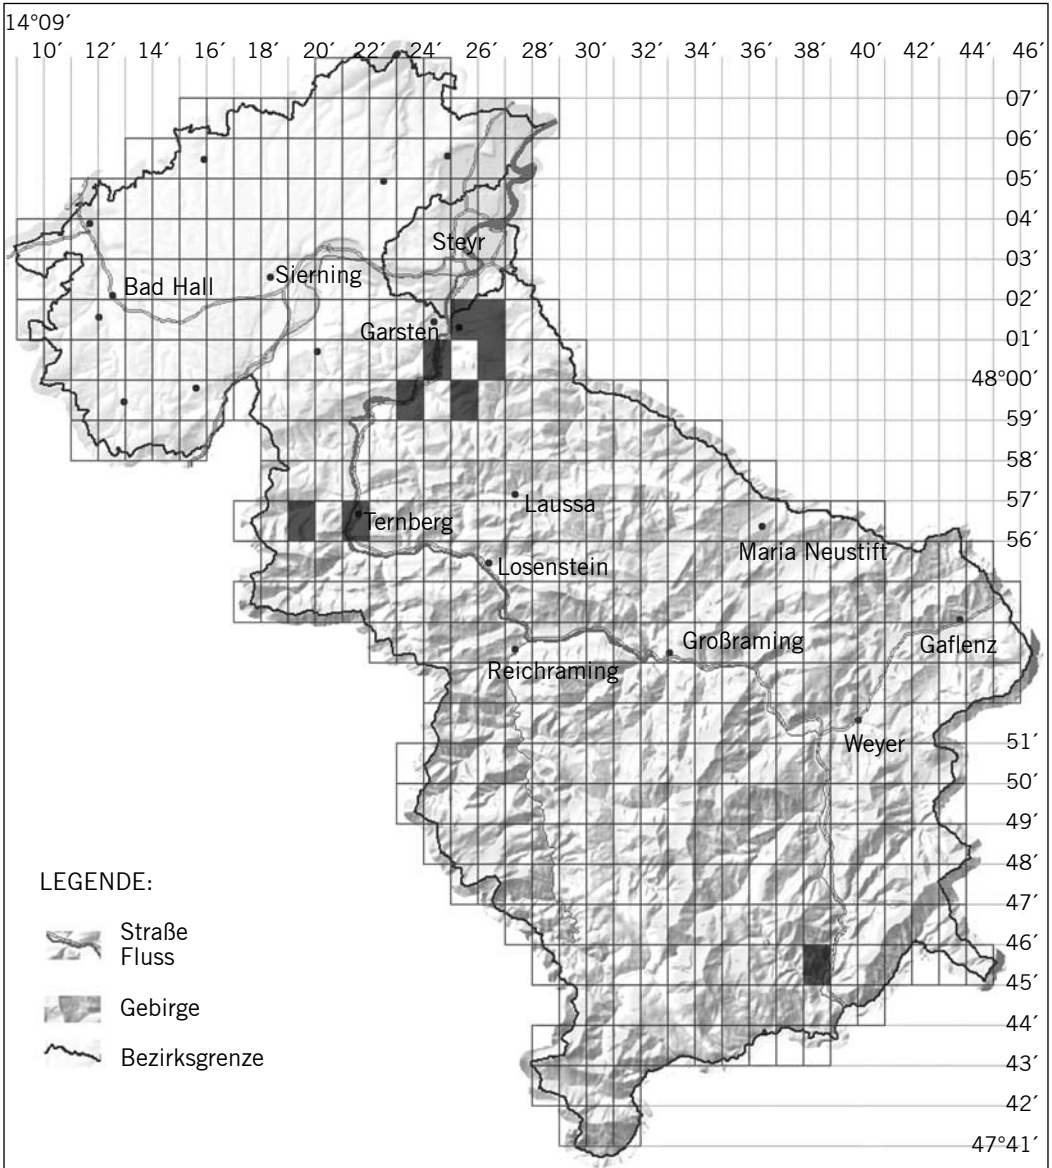 14°09´
10´ 12´ 14´ 16´ 18´ 20´ 22´ 24´ 26´ 28´ 30´ 32´ 34´ 36´ 38´ 40´ 42´ 44´ 46´
07´
06´
05´
04´
Steyr
03´
Sierning
Bad Hall
02´
Garsten
01´
48°00´
59´
58´
57´
Laussa
Ternberg
56´
Maria Neustift
Losenstein
Großraming
Gaflenz
Reichraming
51´
Weyer
50´
49´
48´
LEGENDE:
47´
Straße
Fluss
46´
45´
Gebirge
44´
Bezirksgrenze
43´
42´
47°41´